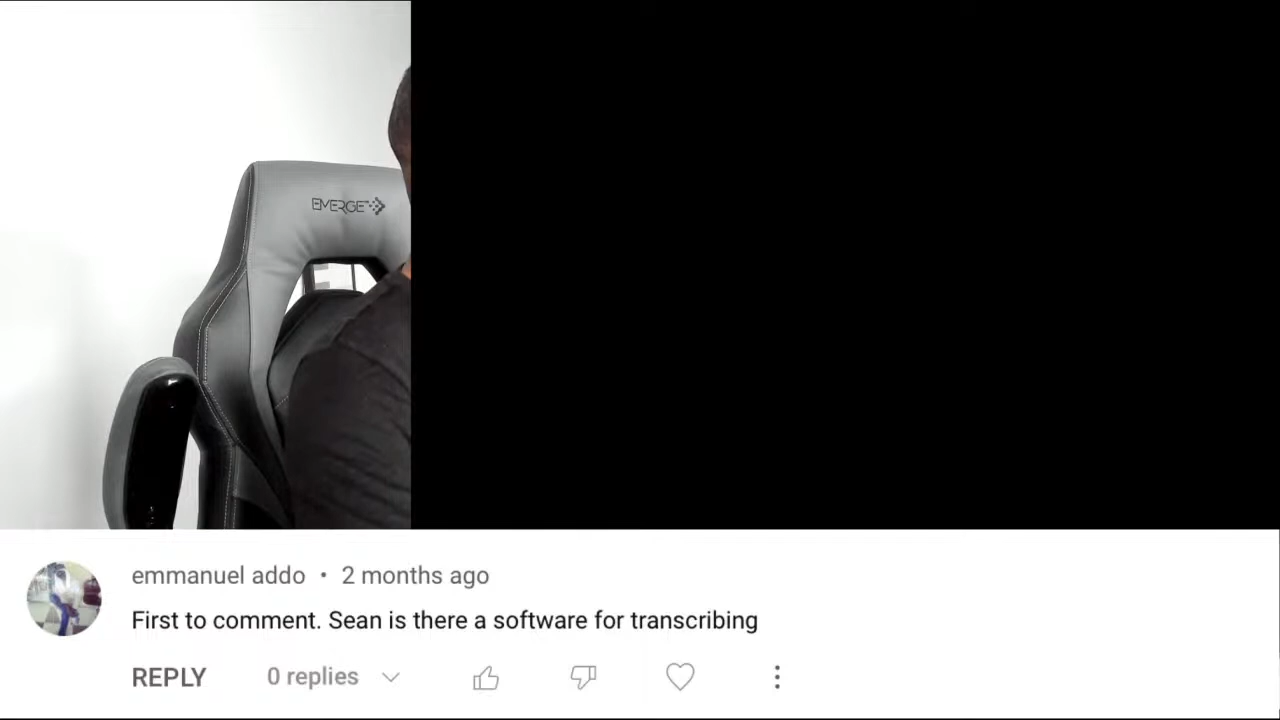 EMERGE
emmanuel addo • 2 months ago
First to comment. Sean is there a software for transcribing
REPLY 0 replies